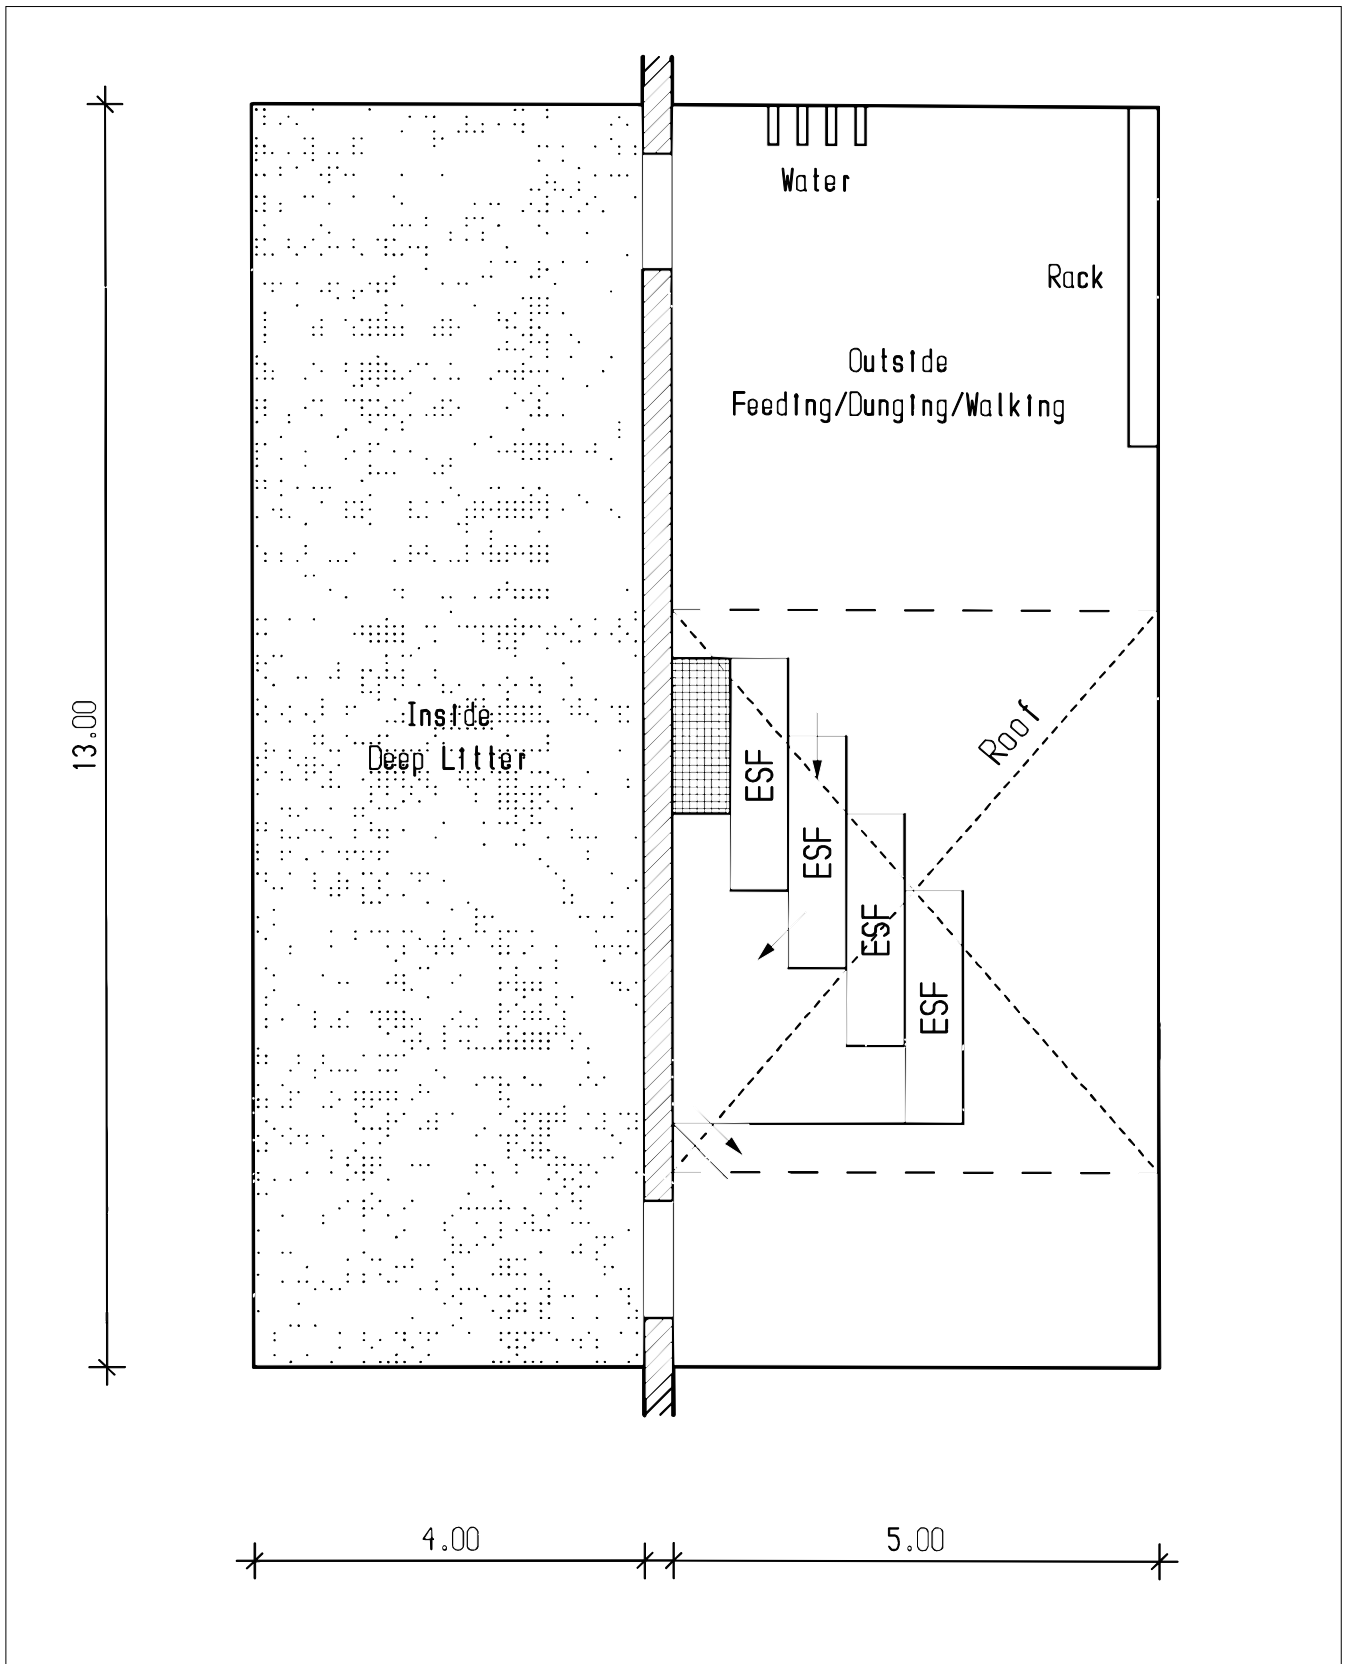 Water
Rack
Outside
Feeding/Dunging/Walking
13.00
Inside
Deep Litter
Roof
ESF
ESF
ESF
ESF
4.00
5.00